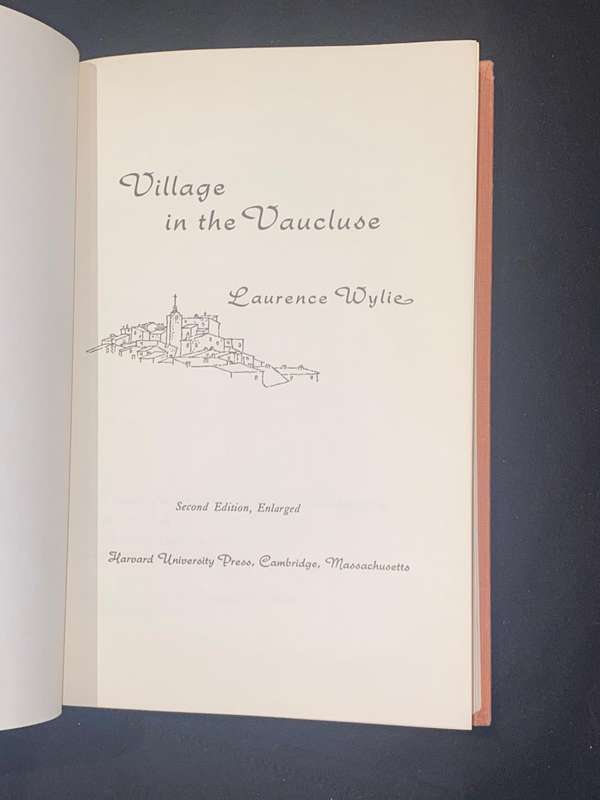 Village
in the Vaucluse
Laurence Wylie
Second Edition, Enlarged
Harvard University Press, Cambridge, Massachusetts